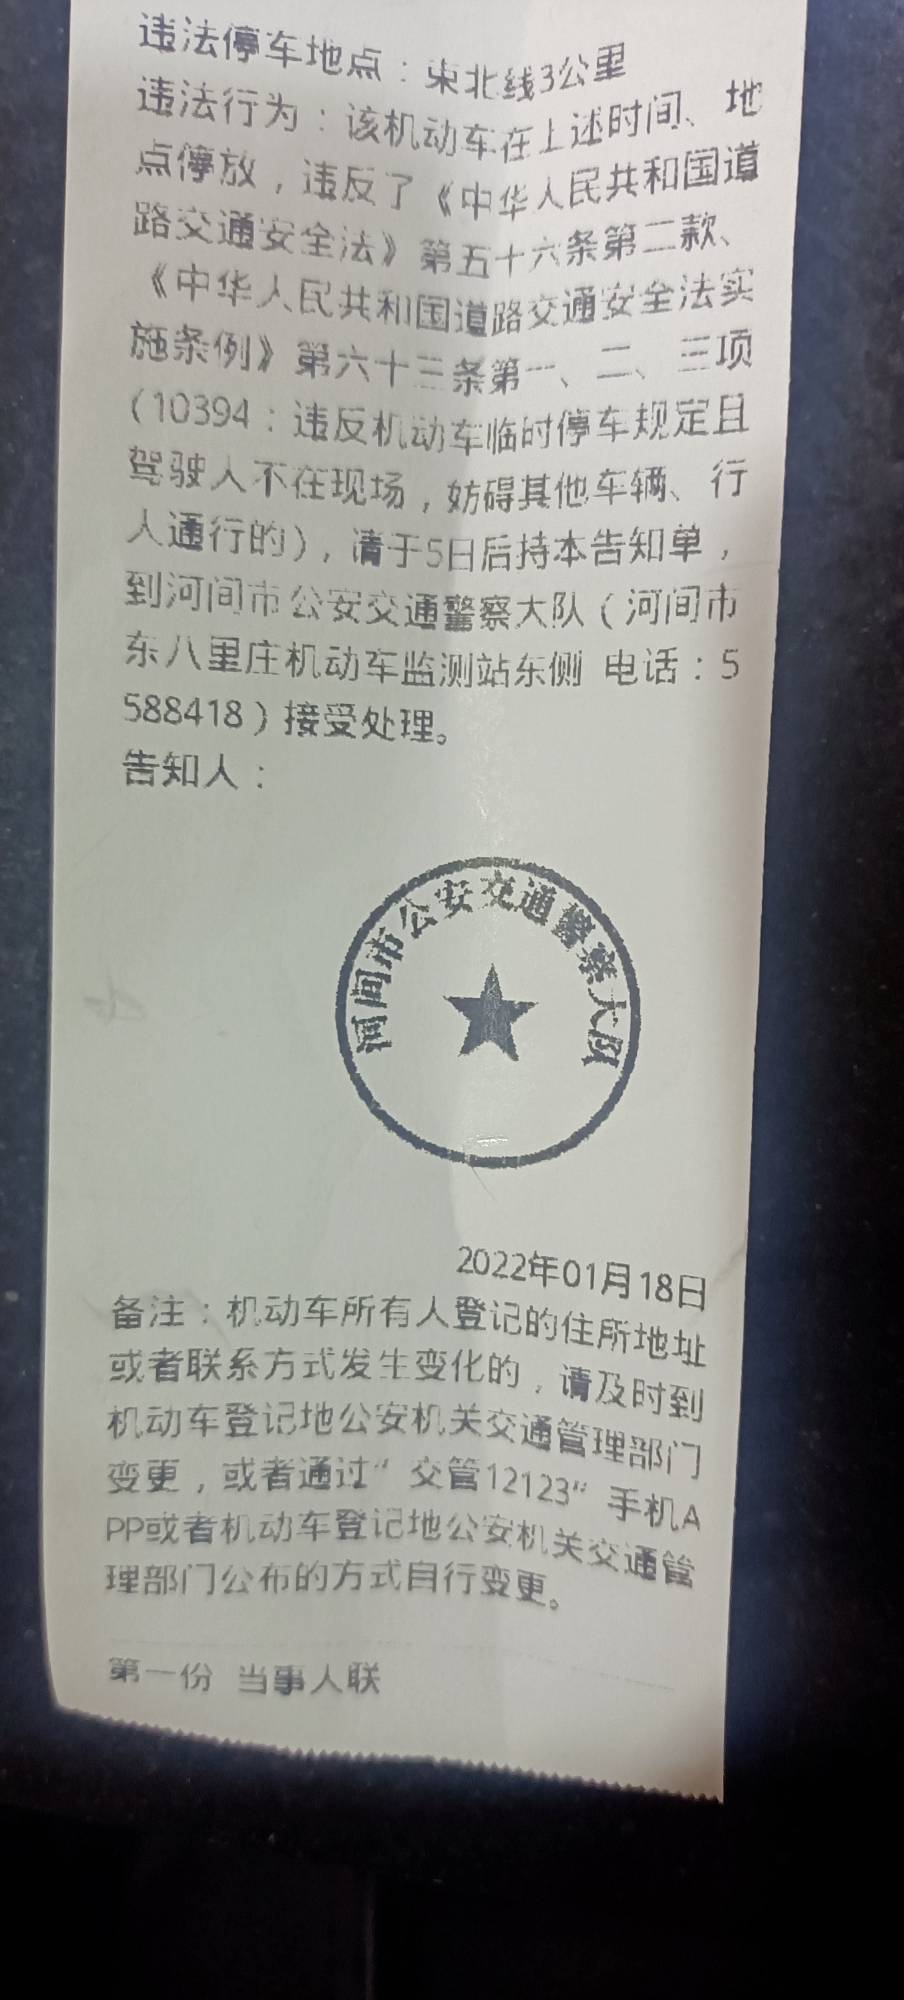 违法停车地点：束北线3公里
违法行为：该机动车在上述时间、地
点停放，违反了《中华人民共和国道
路交通安全法》第五十六条第二款、
《中华人民共和国道路交通安全法实
施条例》第六十三条第一、二、三项
(10394：违反机动车临时停车规定且
驾驶人不在现场，妨碍其他车辆、行
人通行的)，请于5日后持本告知单，
到河间市公安交通警察大队（河间市
东八里庄机动车监测站东侧 电话：5
588418）接受处理。
告知人：
河间市公安交通警察大队
2022年01月18日
备注：机动车所有人登记的住所地址
或者联系方式发生变化的，请及时到
机动车登记地公安机关交通管理部门
变更，或者通过“交管12123”手机A
PP或者机动车登记地公安机关交通管
理部门公布的方式自行变更。
第一份 当事人联